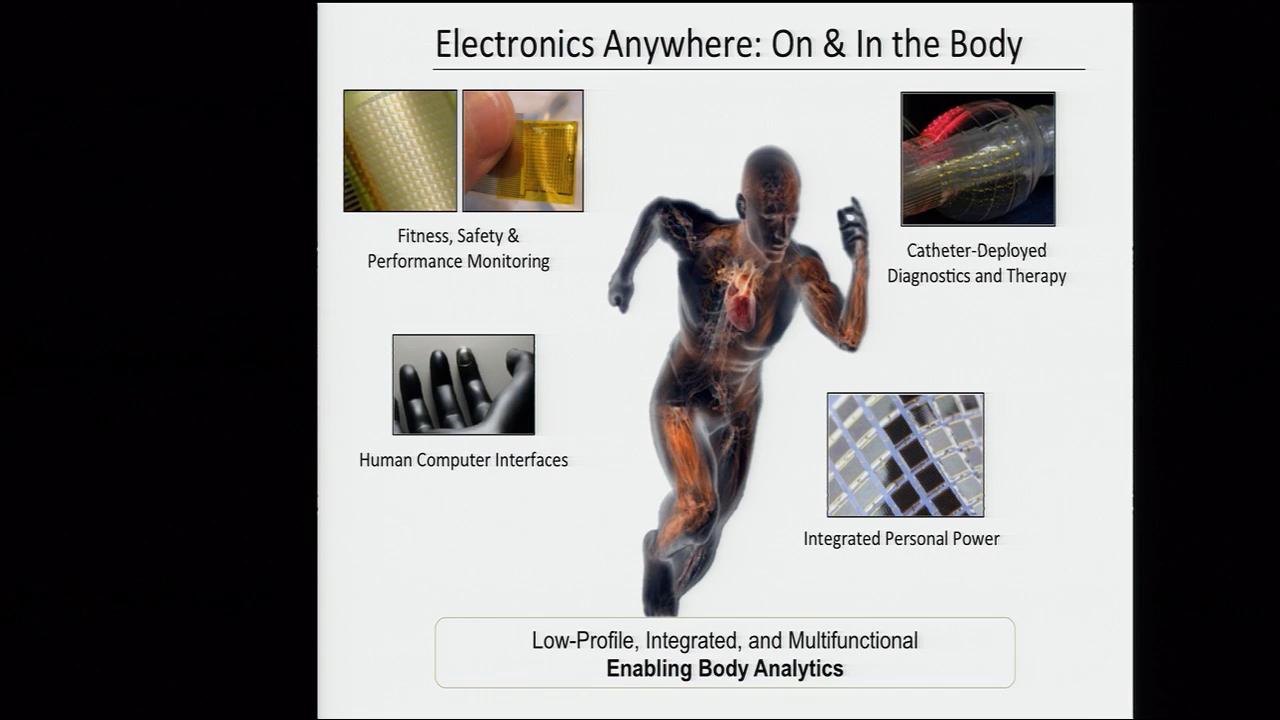 Electronics Anywhere: On & In the Body
Fitness, Safety &
Performance Monitoring
Catheter-Deployed
Diagnostics and Therapy
Human Computer Interfaces
Integrated Personal Power
Low-Profile, Integrated, and Multifunctional
Enabling Body Analytics